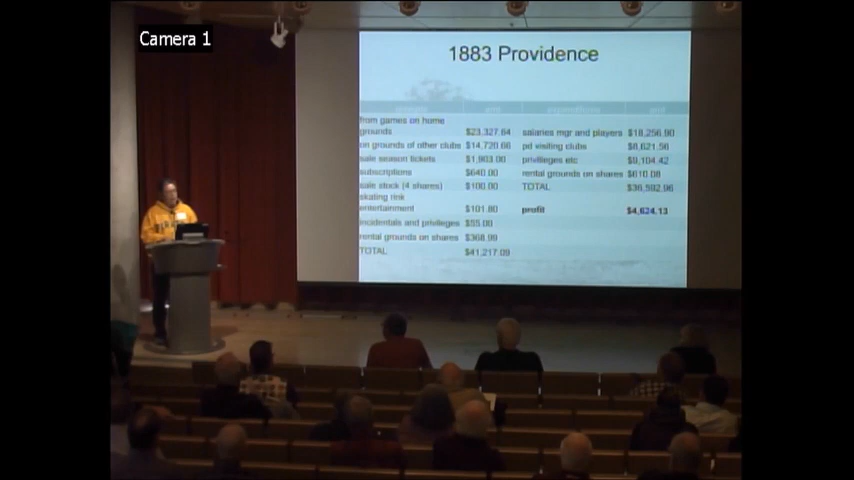 Camera 1
1883 Providence
from games on home
grounds $23,327.64 salaries mgr and players $18,256.90
on grounds of other clubs $14,720.66 pd visiting clubs $8,621.56
sale season tickets $1,903.00 privilieges etc $9,104.42
subscriptions $640.00 rental grounds on shares $610.08
sale stock (4 shares) $100.00 TOTAL $36,592.96
skating rink
entertainment $101.80 profit $4,624.13
incidentals and privileges $55.00
rental grounds on shares $368.99
TOTAL $41,217.09